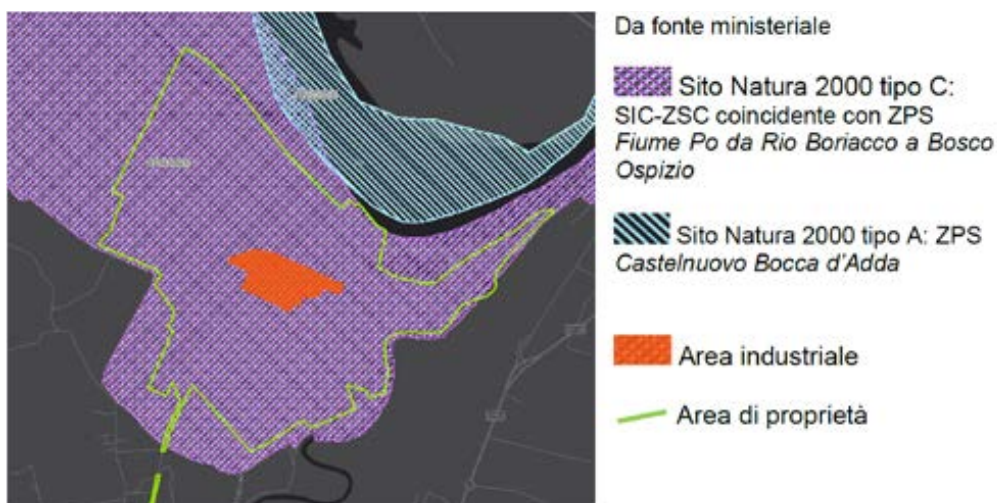 Da fonte ministeriale
Sito Natura 2000 tipo C:
SIC-ZSC coincidente con ZPS
Fiume Po da Rio Boriacco a Bosco
Ospizio
Sito Natura 2000 tipo A: ZPS
Castelnuovo Bocca d'Adda
Area industriale
Area di proprietà